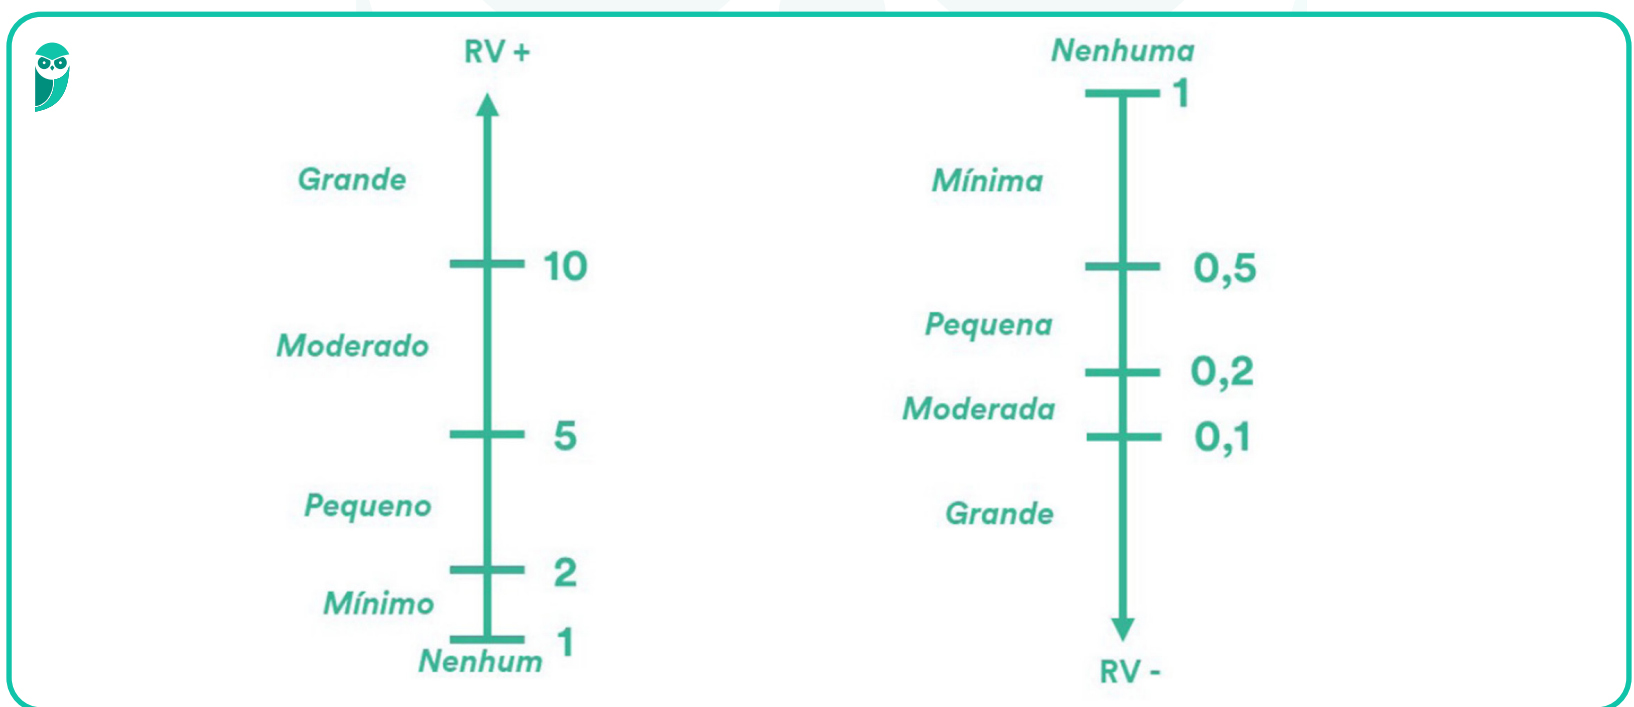 RV +
Grande
10
Moderado
5
Pequeno
2
Mínimo
1
Nenhum
Nenhuma
1
Mínima
0,5
Pequena
0,2
Moderada
0,1
Grande
RV -